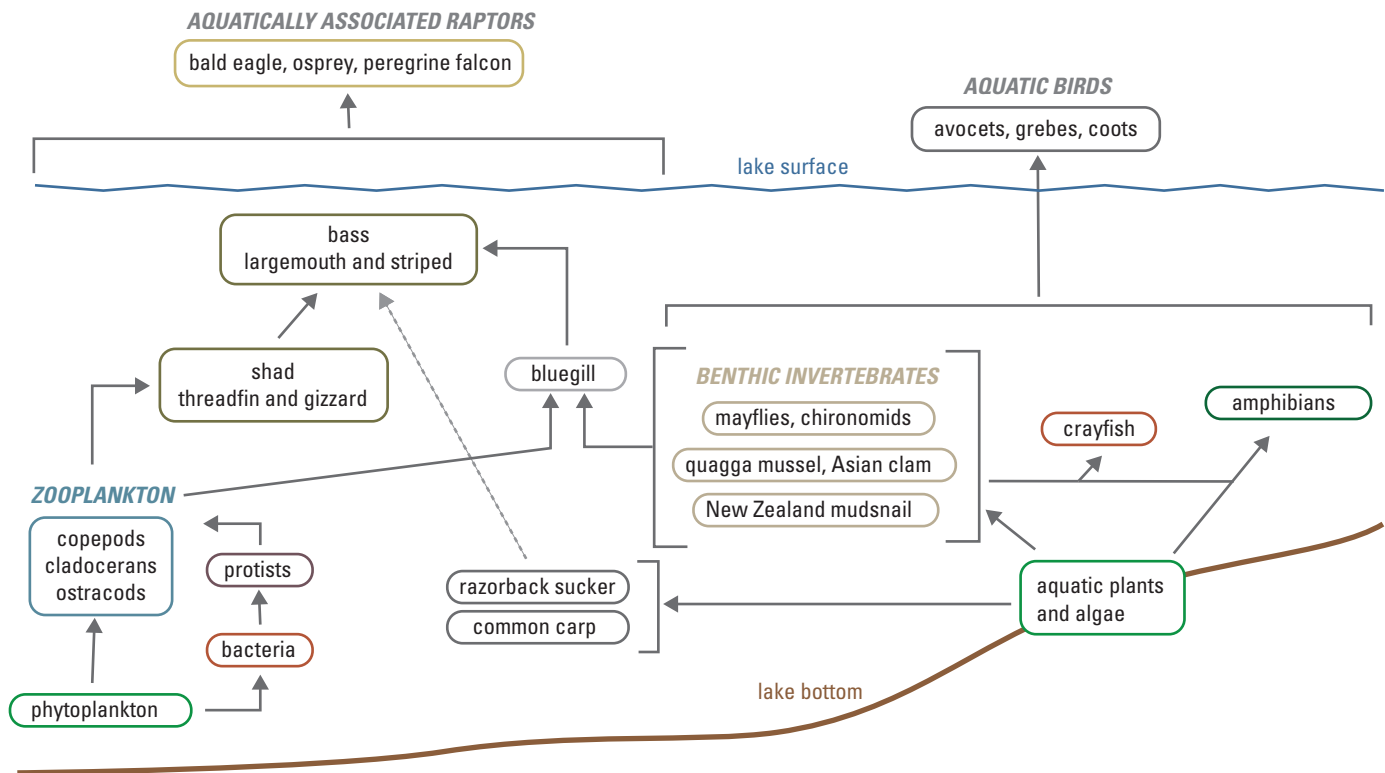 AQUATICALLY ASSOCIATED RAPTORS
bald eagle, osprey, peregrine falcon
AQUATIC BIRDS
avocets, grebes, coots
lake surface
bass
largemouth and striped
shad
threadfin and gizzard
bluegill
BENTHIC INVERTEBRATES
mayflies, chironomids
quagga mussel, Asian clam
New Zealand mudsnail
crayfish
amphibians
ZOOPLANKTON
copepods
cladocerans
ostracods
protists
bacteria
phytoplankton
razorback sucker
common carp
aquatic plants
and algae
lake bottom